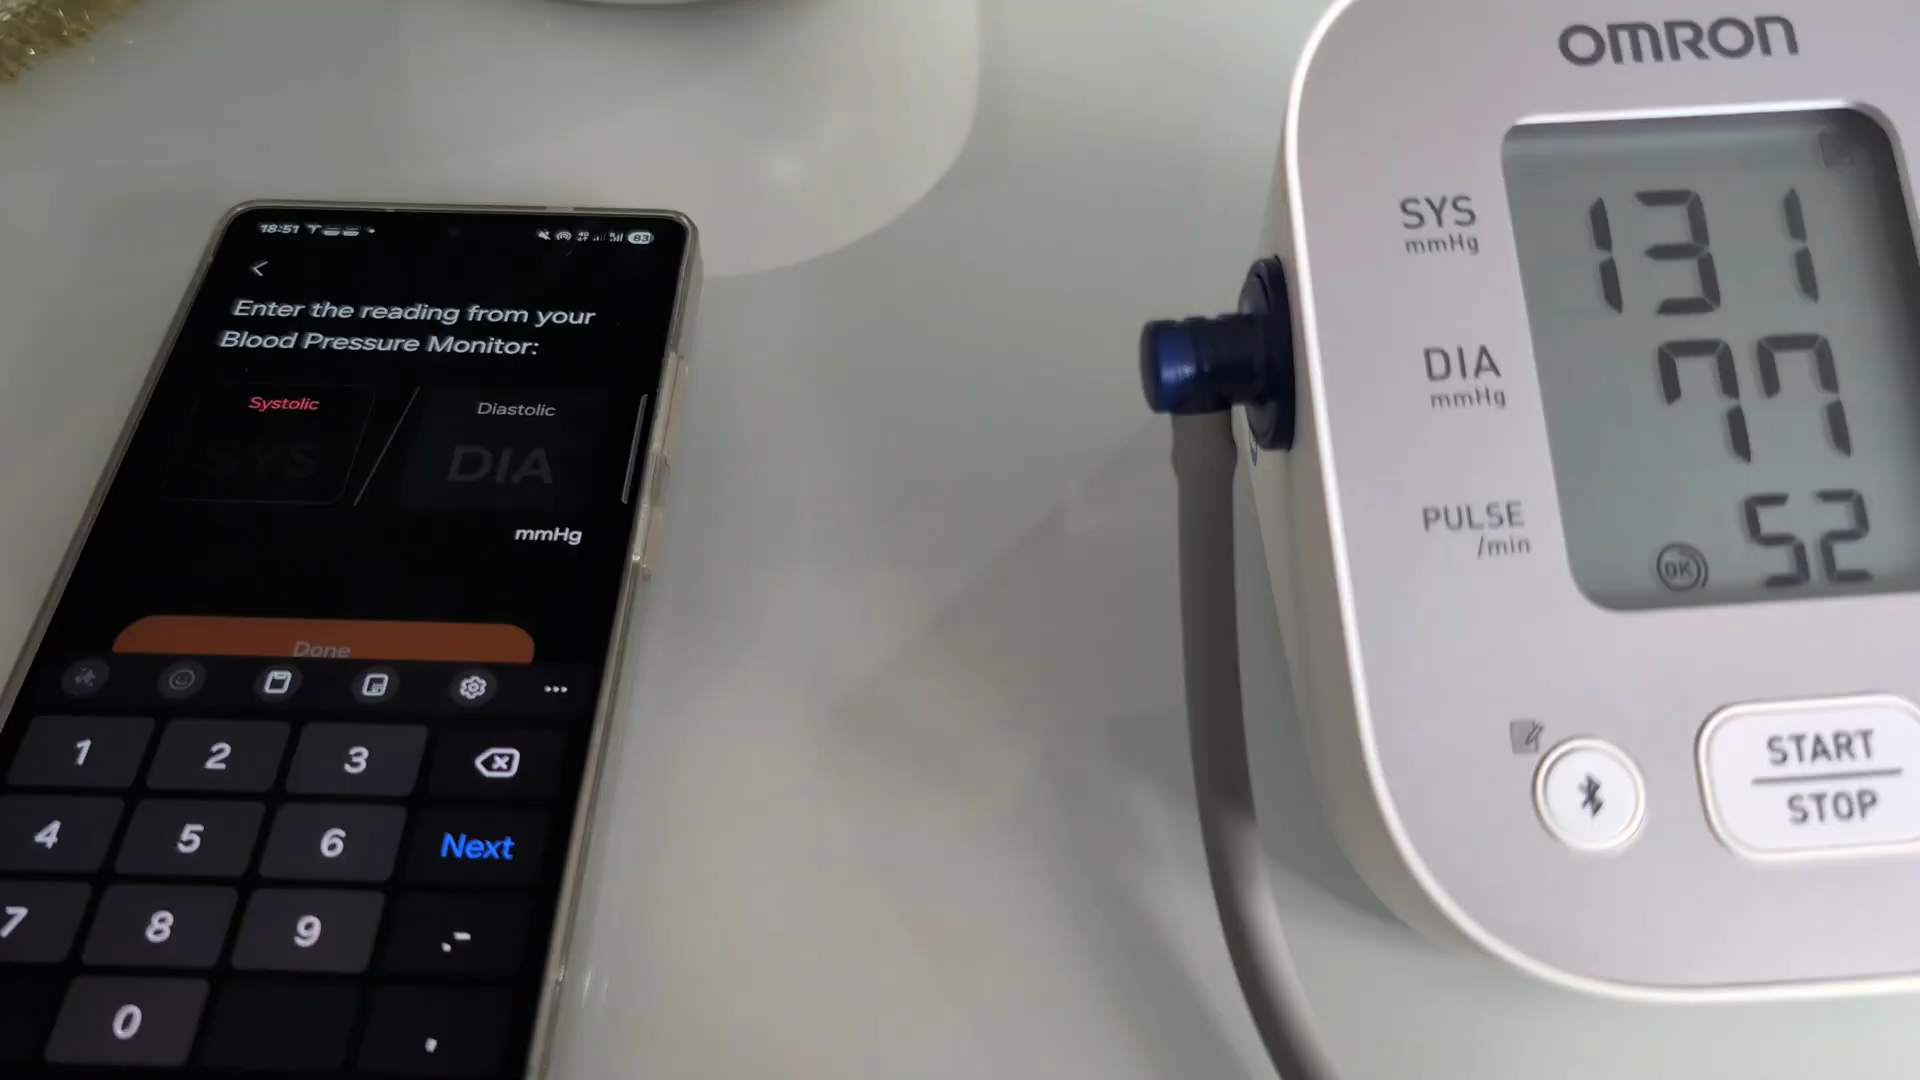 18:51
83
Enter the reading from your
Blood Pressure Monitor:
Systolic
Diastolic
SYS
DIA
mmHg
Done
1 2 3
4 5 6 Next
7 8 9 .-
0 .
OMRON
SYS
mmHg
131
DIA
mmHg
77
PULSE
/min
OK
52
START
STOP